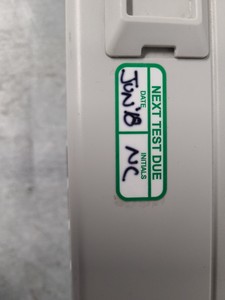 NEXT TEST DUE
DATE INITIALS
JUN'18 NC